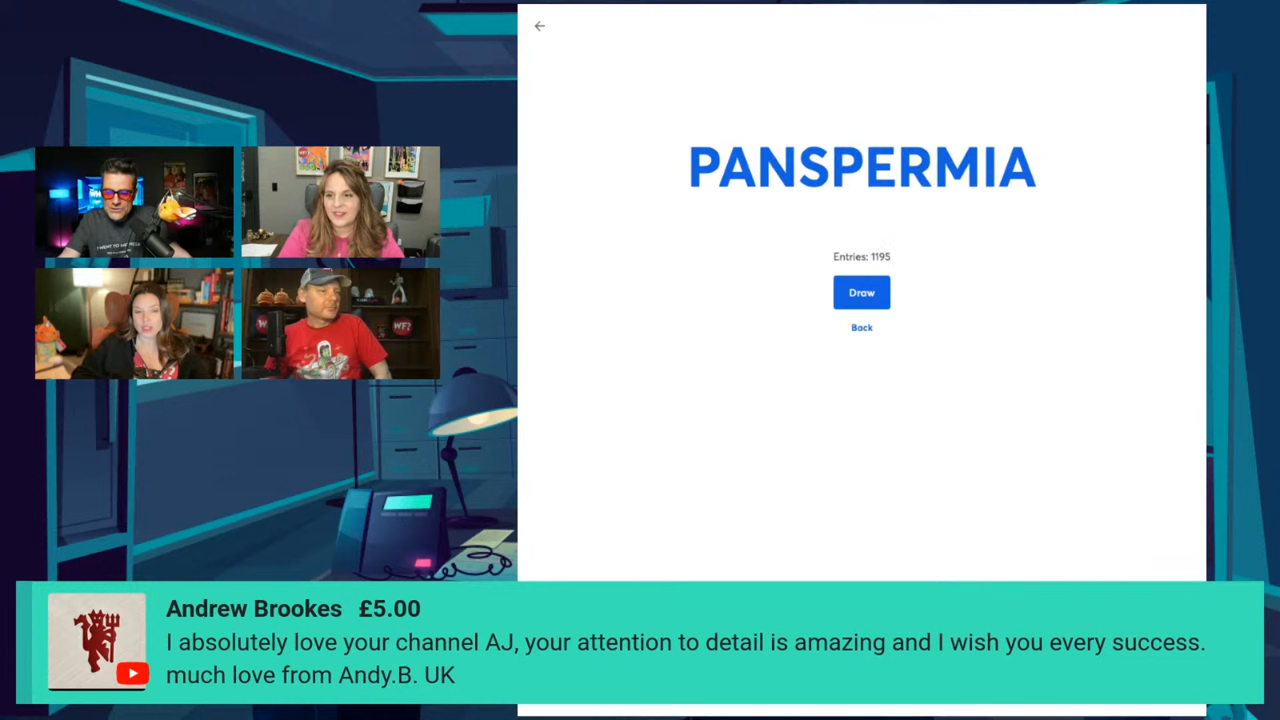 PANSPERMIA
Entries: 1195
Draw
Back
WF?
Andrew Brookes £5.00
I absolutely love your channel AJ, your attention to detail is amazing and I wish you every success.
much love from Andy.B. UK